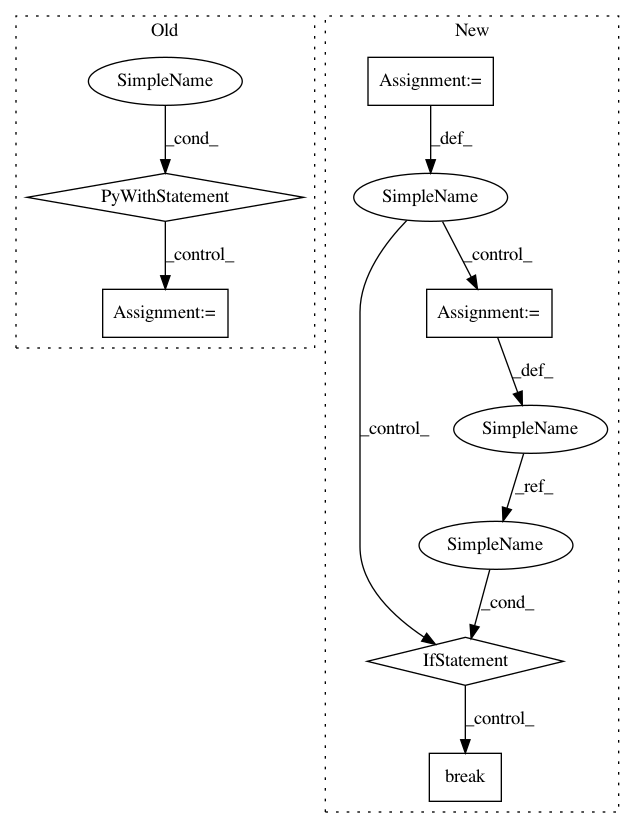 Old
SimpleName
_cond_
PyWithStatement
_control_
Assignment:=
New
Assignment:=
_def_
SimpleName
_control_
Assignment:=
_def_
_control_
SimpleName
_ref_
SimpleName
_cond_
IfStatement
_control_
break